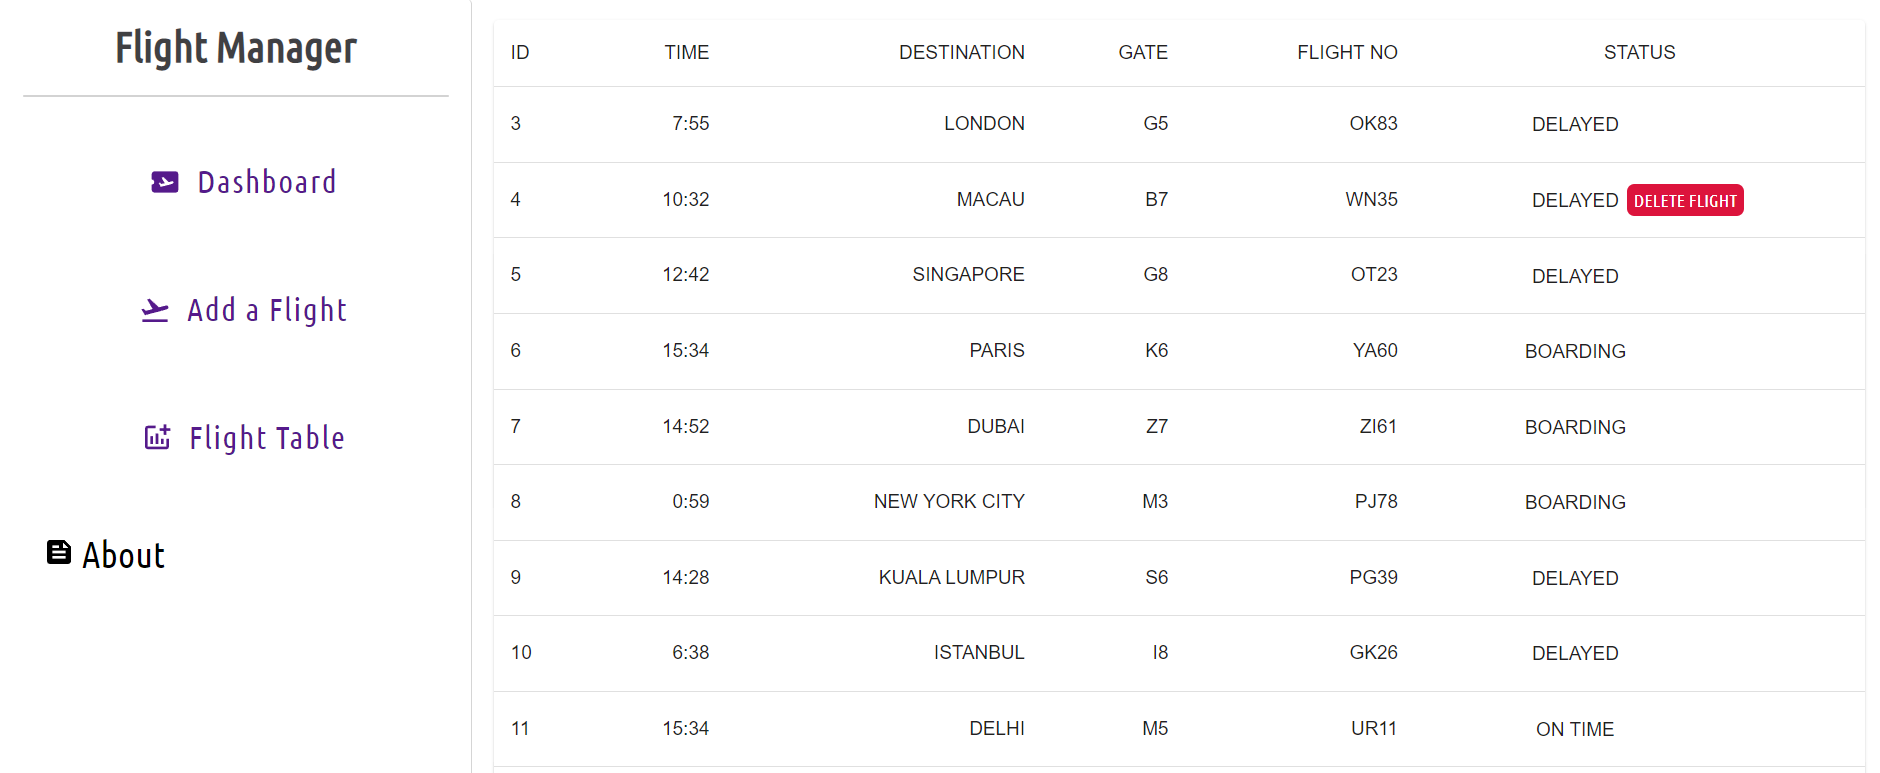 Flight Manager
Dashboard
Add a Flight
Flight Table
About
ID TIME DESTINATION GATE FLIGHT NO STATUS
3 7:55 LONDON G5 OK83 DELAYED
4 10:32 MACAU B7 WN35 DELAYED DELETE FLIGHT
5 12:42 SINGAPORE G8 OT23 DELAYED
6 15:34 PARIS K6 YA60 BOARDING
7 14:52 DUBAI Z7 ZI61 BOARDING
8 0:59 NEW YORK CITY M3 PJ78 BOARDING
9 14:28 KUALA LUMPUR S6 PG39 DELAYED
10 6:38 ISTANBUL I8 GK26 DELAYED
11 15:34 DELHI M5 UR11 ON TIME